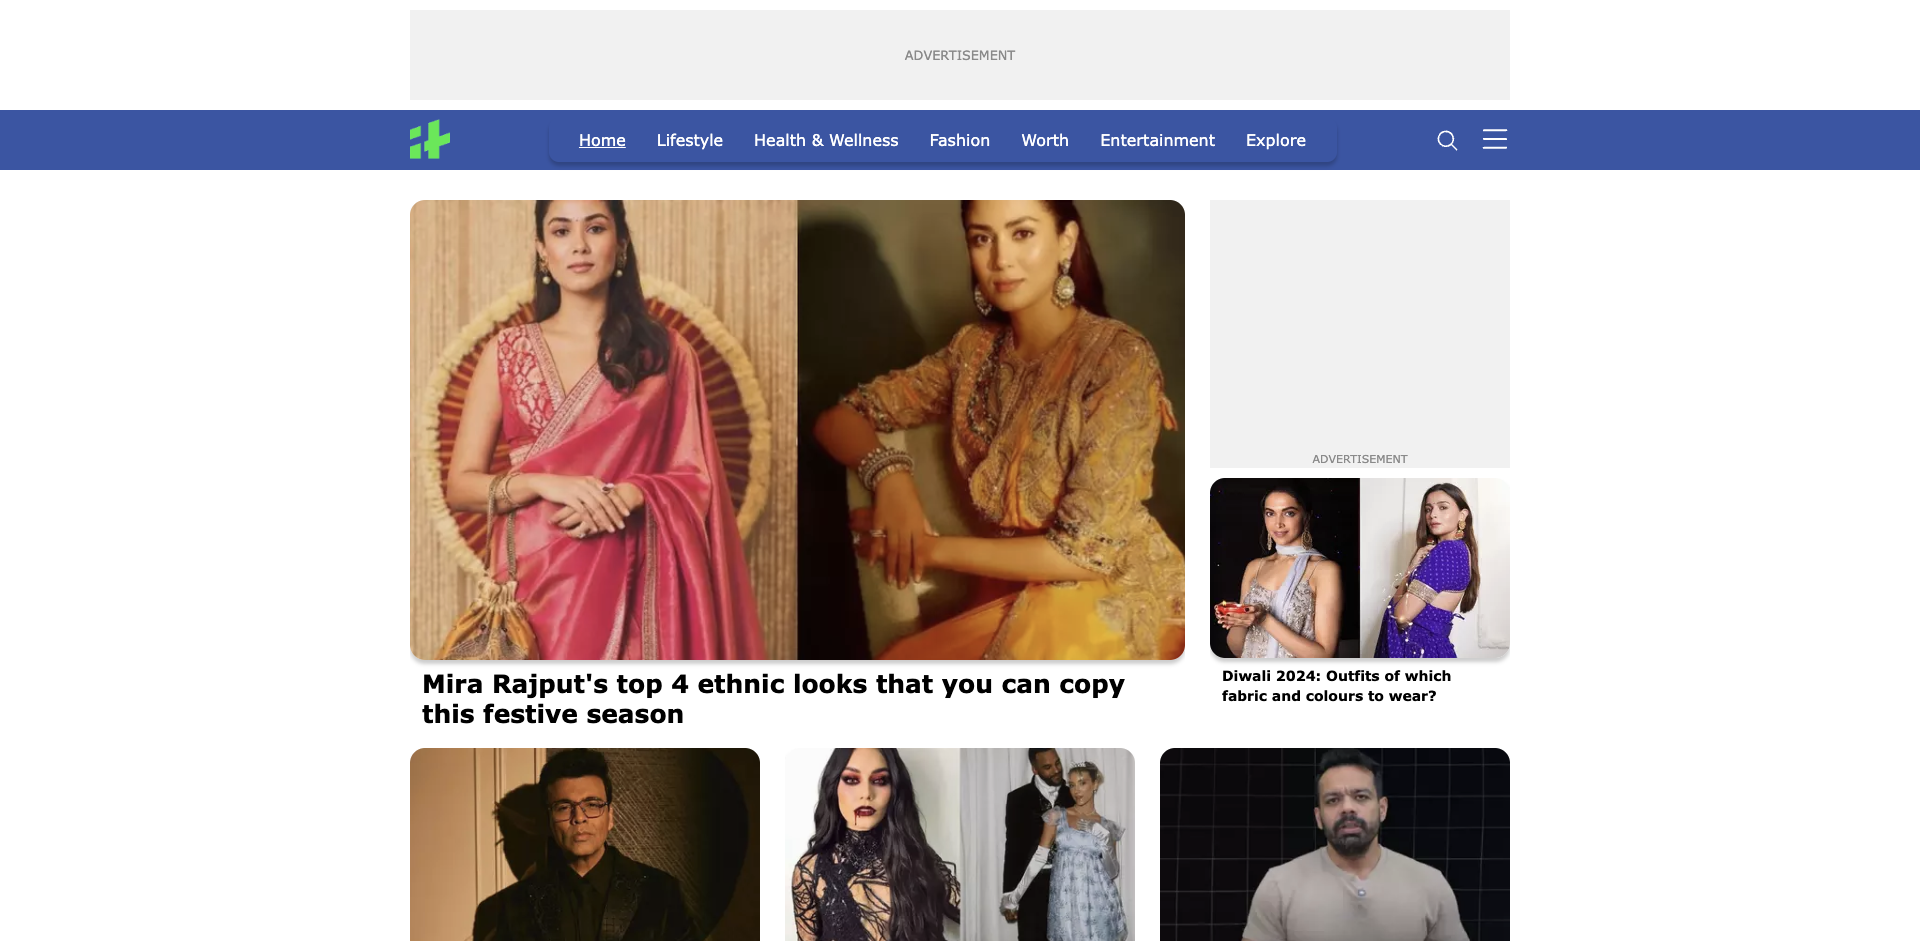 ADVERTISEMENT
Home Lifestyle Health & Wellness Fashion Worth Entertainment Explore
ADVERTISEMENT
Mira Rajput's top 4 ethnic looks that you can copy
this festive season
Diwali 2024: Outfits of which
fabric and colours to wear?